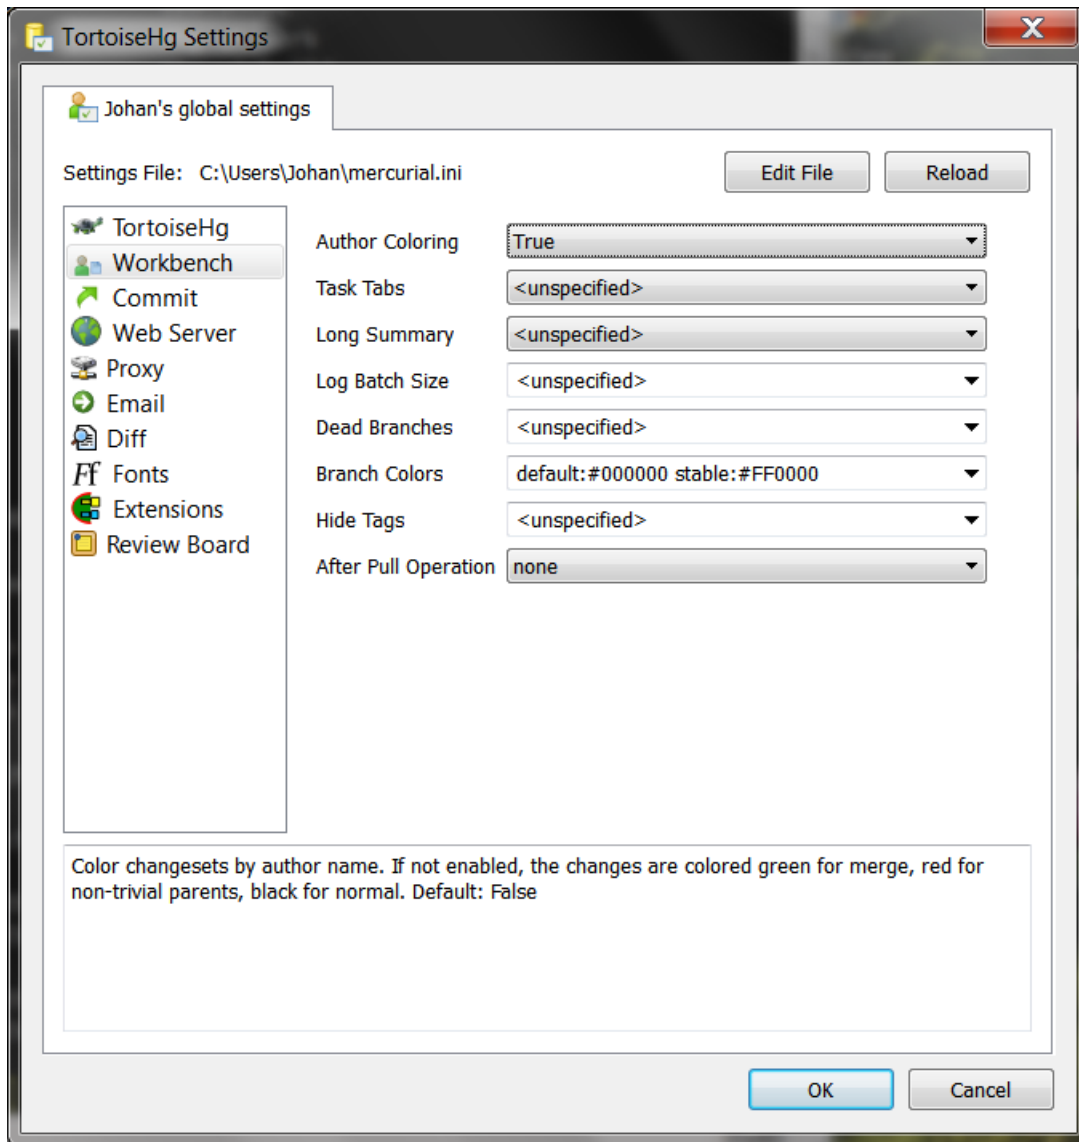 TortoiseHg Settings
Johan's global settings
Settings File: C:\Users\Johan\mercurial.ini
Edit File
Reload
TortoiseHg
Workbench
Commit
Web Server
Proxy
Email
Diff
Ff Fonts
Extensions
Review Board
Author Coloring True
Task Tabs <unspecified>
Long Summary <unspecified>
Log Batch Size <unspecified>
Dead Branches <unspecified>
Branch Colors default:#000000 stable:#FF0000
Hide Tags <unspecified>
After Pull Operation none
Color changesets by author name. If not enabled, the changes are colored green for merge, red for
non-trivial parents, black for normal. Default: False
OK
Cancel